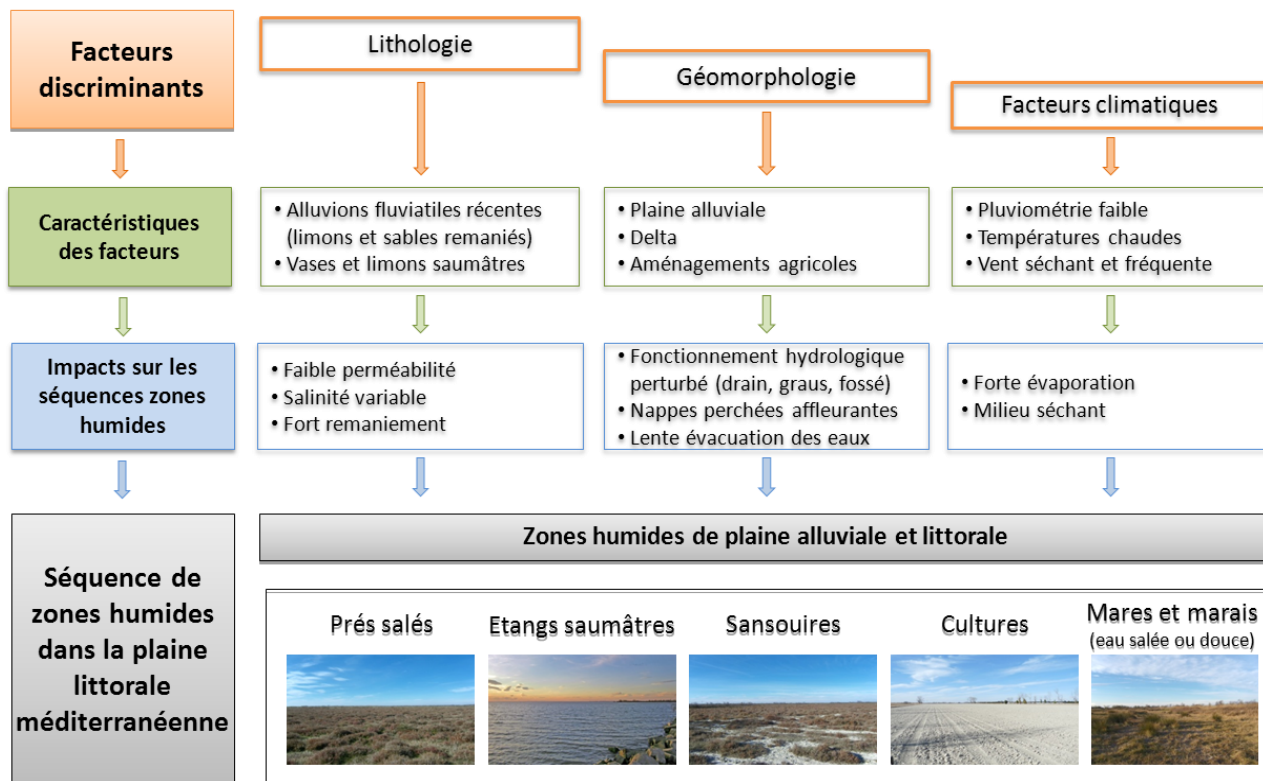 Facteurs
discriminants
Lithologie
Géomorphologie
Facteurs climatiques
Caractéristiques
des facteurs
• Alluvions fluviatiles récentes
(limons et sables remaniés)
• Vases et limons saumâtres
• Plaine alluviale
• Delta
• Aménagements agricoles
• Pluviométrie faible
• Températures chaudes
• Vent séchant et fréquente
Impacts sur les
séquences zones
humides
• Faible perméabilité
• Salinité variable
• Fort remaniement
• Fonctionnement hydrologique
perturbé (drain, graus, fossé)
• Nappes perchées affleurantes
• Lente évacuation des eaux
• Forte évaporation
• Milieu séchant
Séquence de
zones humides
dans la plaine
littorale
méditerranéenne
Zones humides de plaine alluviale et littorale
Prés salés
Etangs saumâtres
Sansouires
Cultures
Mares et marais
(eau salée ou douce)